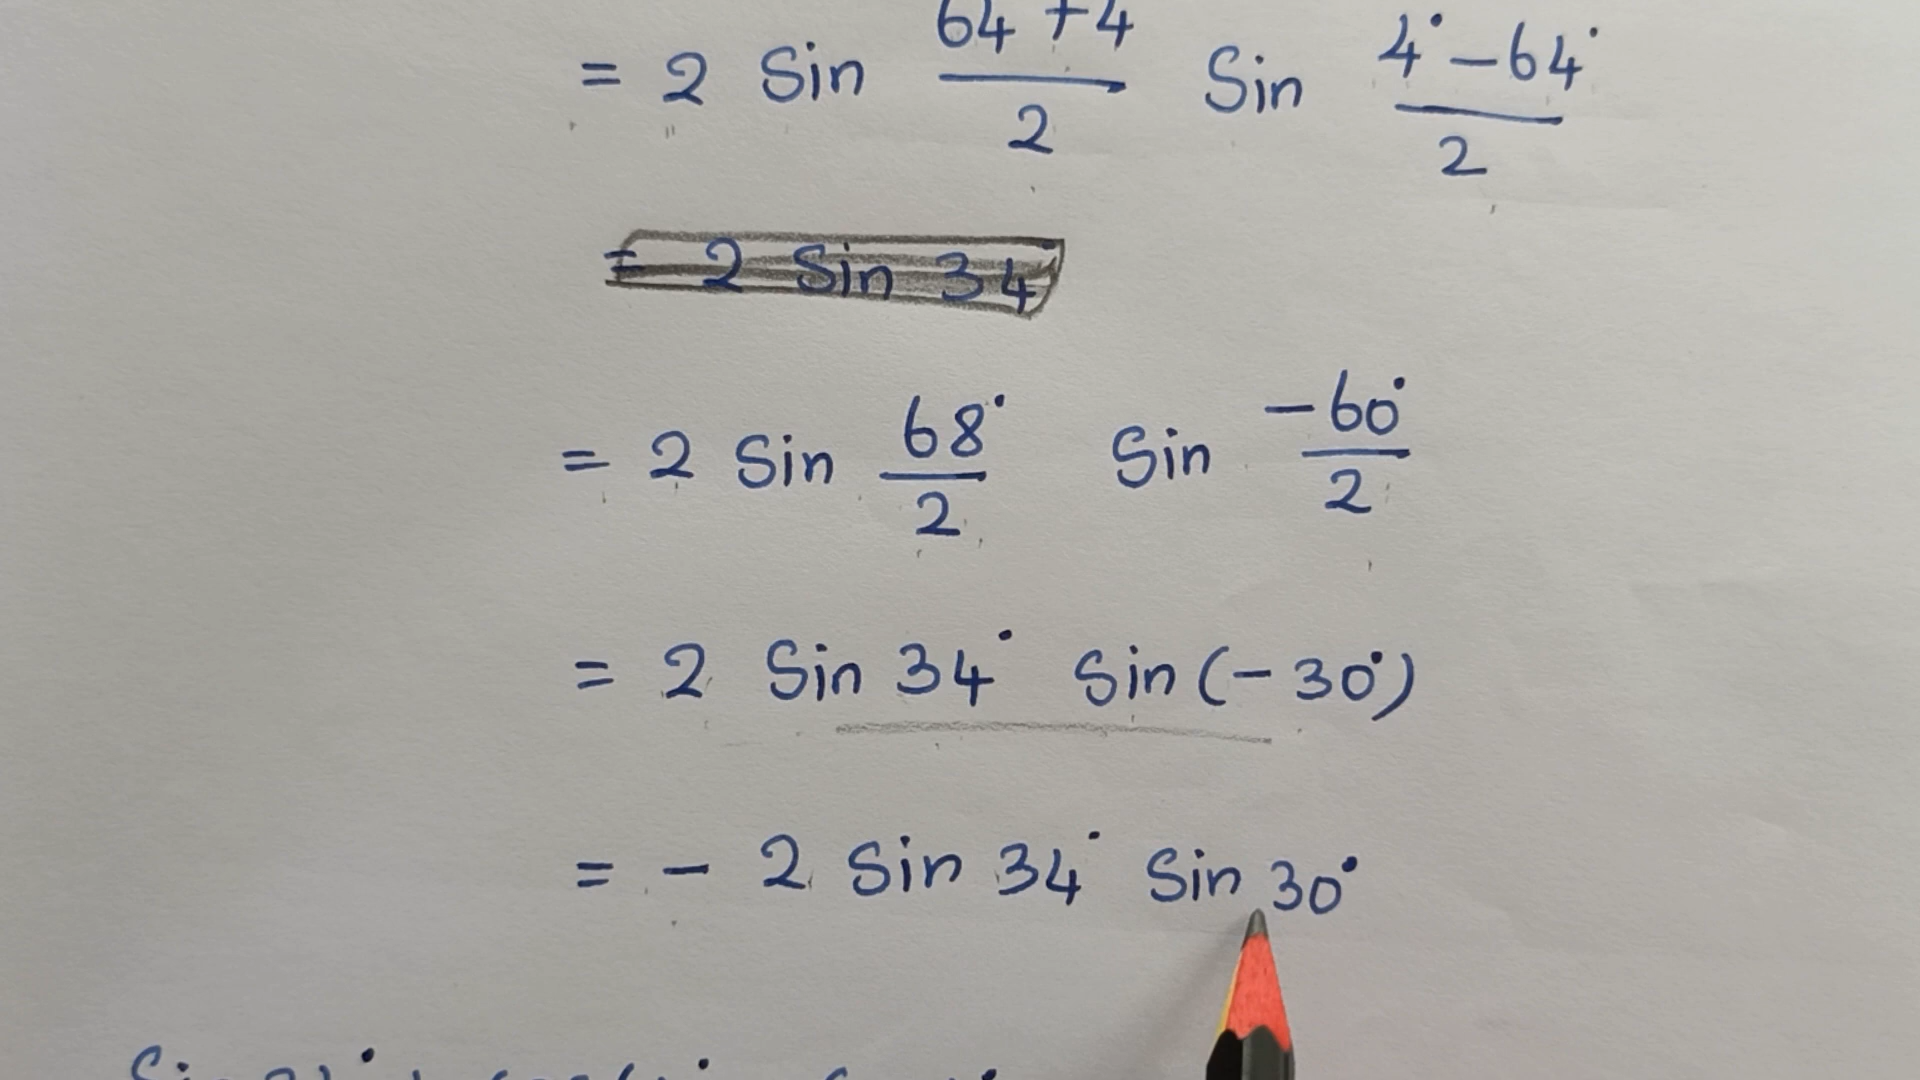 = 2 Sin 64+4/2 Sin 4°-64°/2
= 2 Sin 34°
= 2 Sin 68°/2 Sin -60°/2
= 2 Sin 34° Sin(-30°)
= - 2 Sin 34° Sin 30°